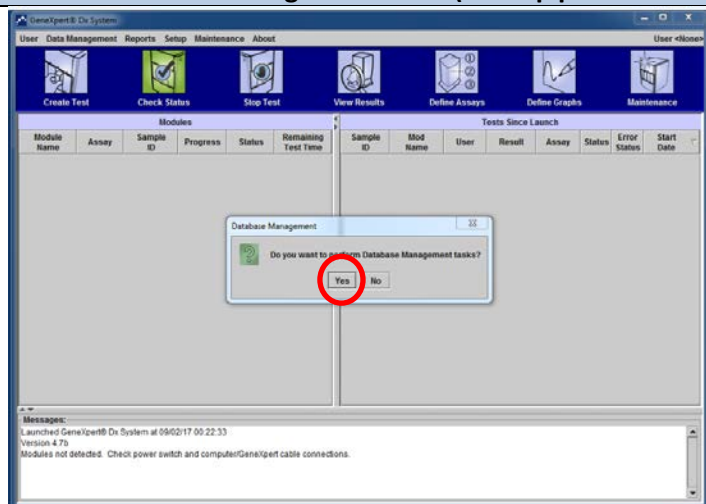 GeneXpert® Dx System
User Data Management Reports Setup Maintenance About User <None>
Create Test Check Status Stop Test View Results Define Assays Define Graphs Maintenance
Modules Tests Since Launch
Module Name Assay Sample ID Progress Status Remaining Test Time Sample ID Mod Name User Result Assay Status Error Status Start Date
Database Management
Do you want to perform Database Management tasks?
Yes No
Messages:
Launched GeneXpert® Dx System at 09/02/17 00:22:33
Version 4.7b
Modules not detected. Check power switch and computer/GeneXpert cable connections.